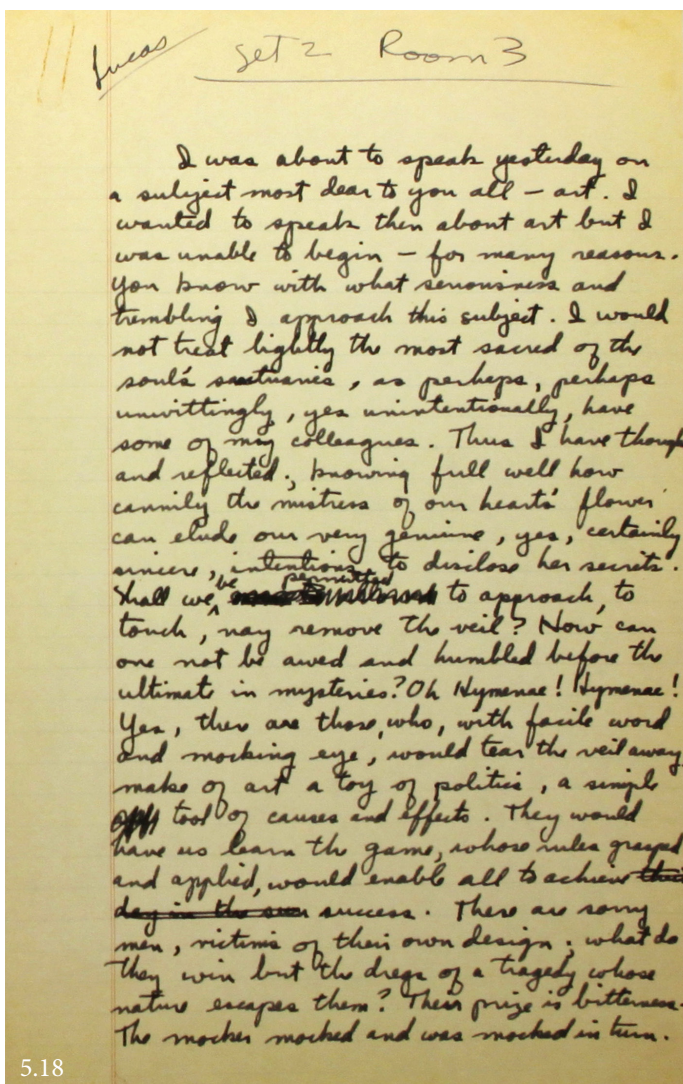 Lucas
Set 2 Room 3
I was about to speak yesterday on
a subject most dear to you all — art. I
wanted to speak then about art but I
was unable to begin — for many reasons.
You know with what seriousness and
trembling I approach this subject. I would
not treat lightly the most sacred of the
soul's sactuaries, as perhaps, perhaps
unwittingly, yes unintentionally, have
some of my colleagues. Thus I have though
and reflected; knowing full well how
cannily the mistress of our hearts' flower
can elude our very genuine, yes, certainly
sincere, intentions to disclose her secrets.
Shall we be permitted to approach, to
touch, nay remove the veil? How can
one not be awed and humbled before the
ultimate in mysteries? Oh Hymenae! Hymenae!
Yes, ther are those, who, with facile word
and mocking eye, would tear the veil away,
make of art a toy of politics, a simple
tool of causes and effects. They would
have us learn the game, whose rules grasped
and applied, would enable all to achieve their
day in the sun success. There are sorry
men, victims of their own design; what do
they win but the dregs of a tragedy whose
nature escapes them? Their prize is bitterness.
The mocker mocked and was mocked in turn.
5.18